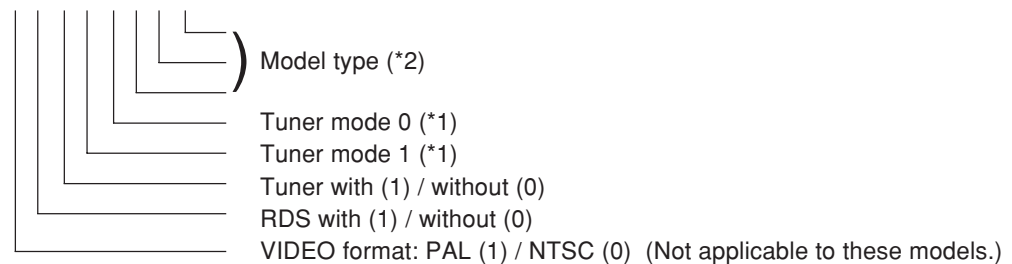 Model type (*2)
Tuner mode 0 (*1)
Tuner mode 1 (*1)
Tuner with (1) / without (0)
RDS with (1) / without (0)
VIDEO format: PAL (1) / NTSC (0) (Not applicable to these models.)